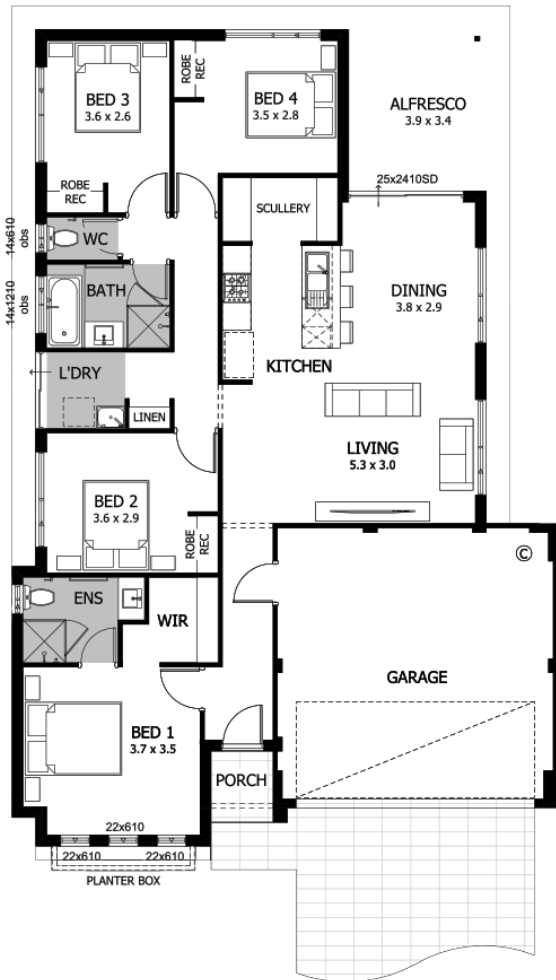 BED 3
3.6 x 2.6
ROBE
REC
BED 4
3.5 x 2.8
ALFRESCO
3.9 x 3.4
25x2410SD
ROBE
REC
SCULLERY
14x610
obs
WC
14x1210
obs
BATH
DINING
3.8 x 2.9
KITCHEN
L'DRY
LINEN
LIVING
5.3 x 3.0
BED 2
3.6 x 2.9
ROBE
REC
©
ENS
WIR
GARAGE
BED 1
3.7 x 3.5
PORCH
22x610
22x610
22x610
PLANTER BOX